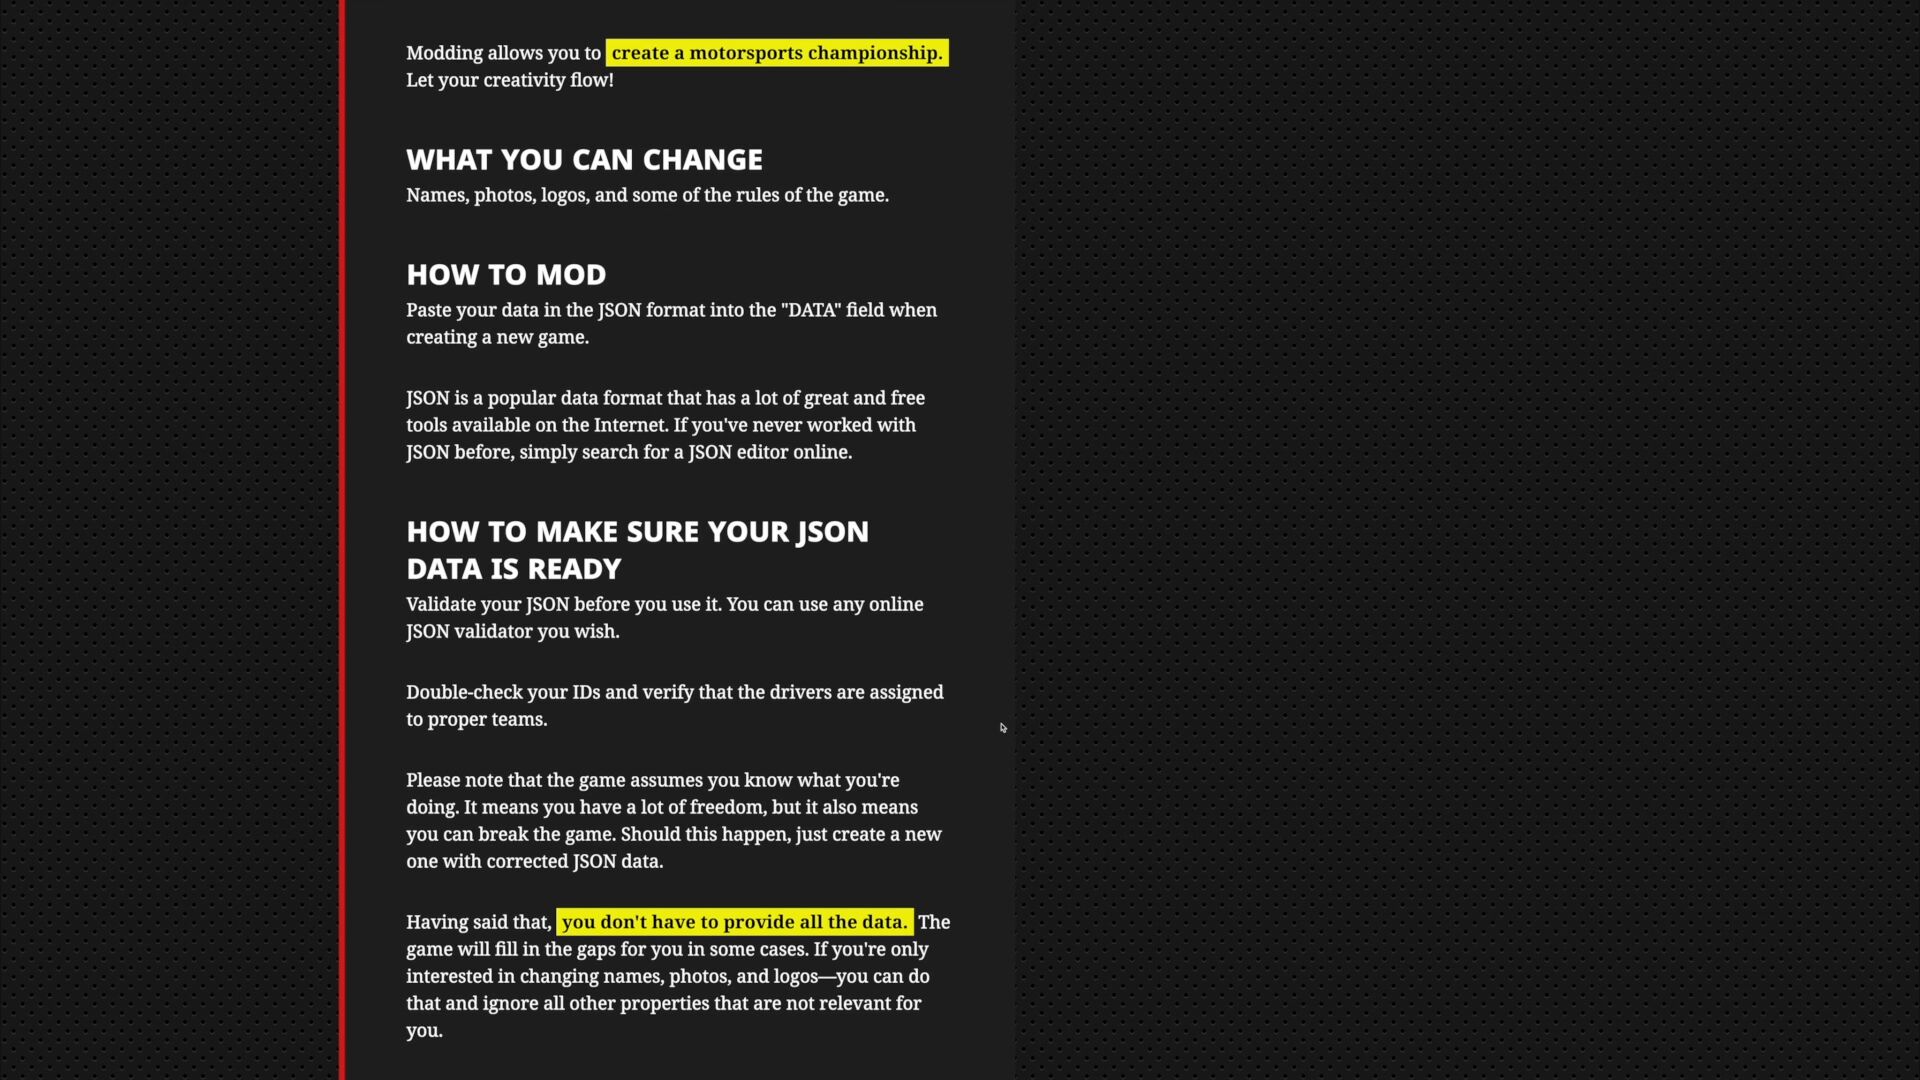 Modding allows you to create a motorsports championship.
Let your creativity flow!
WHAT YOU CAN CHANGE
Names, photos, logos, and some of the rules of the game.
HOW TO MOD
Paste your data in the JSON format into the "DATA" field when
creating a new game.
JSON is a popular data format that has a lot of great and free
tools available on the Internet. If you've never worked with
JSON before, simply search for a JSON editor online.
HOW TO MAKE SURE YOUR JSON
DATA IS READY
Validate your JSON before you use it. You can use any online
JSON validator you wish.
Double-check your IDs and verify that the drivers are assigned
to proper teams.
Please note that the game assumes you know what you're
doing. It means you have a lot of freedom, but it also means
you can break the game. Should this happen, just create a new
one with corrected JSON data.
Having said that, you don't have to provide all the data. The
game will fill in the gaps for you in some cases. If you're only
interested in changing names, photos, and logos—you can do
that and ignore all other properties that are not relevant for
you.